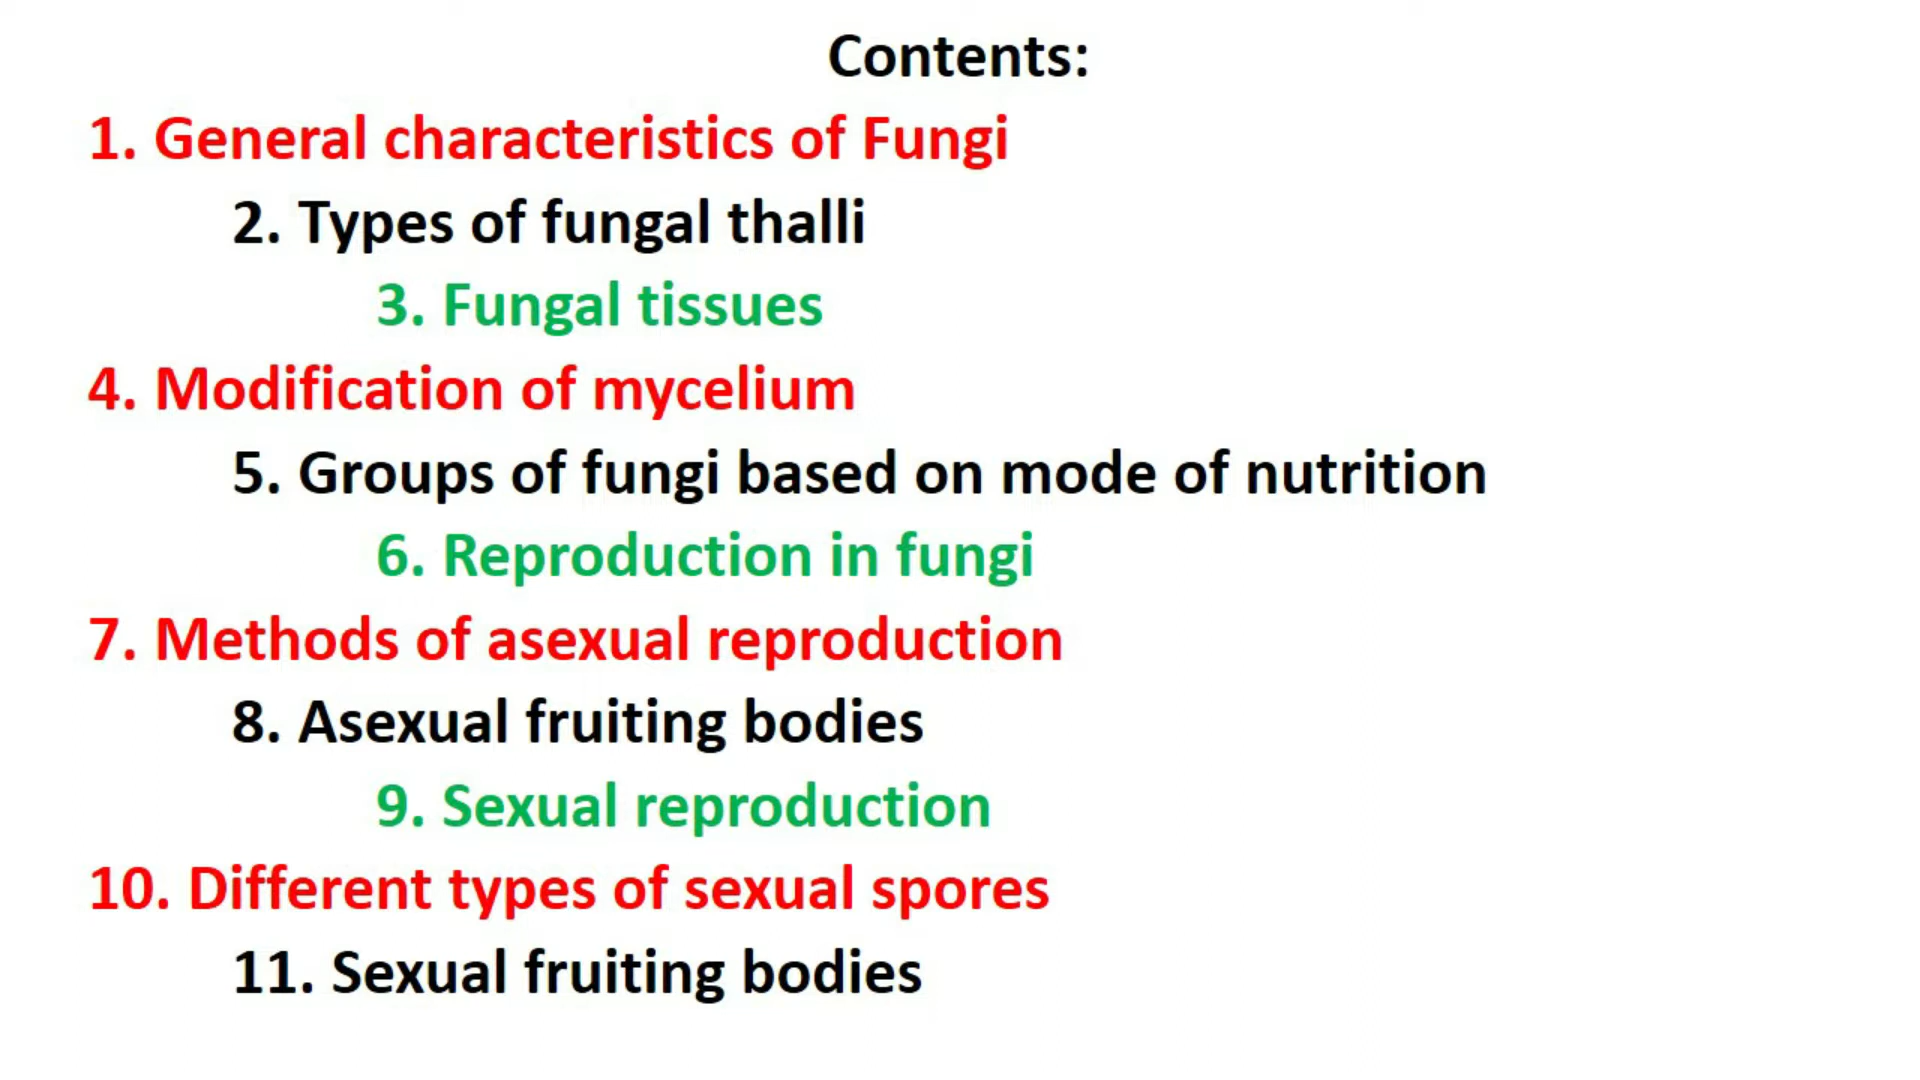 Contents:
1. General characteristics of Fungi
2. Types of fungal thalli
3. Fungal tissues
4. Modification of mycelium
5. Groups of fungi based on mode of nutrition
6. Reproduction in fungi
7. Methods of asexual reproduction
8. Asexual fruiting bodies
9. Sexual reproduction
10. Different types of sexual spores
11. Sexual fruiting bodies